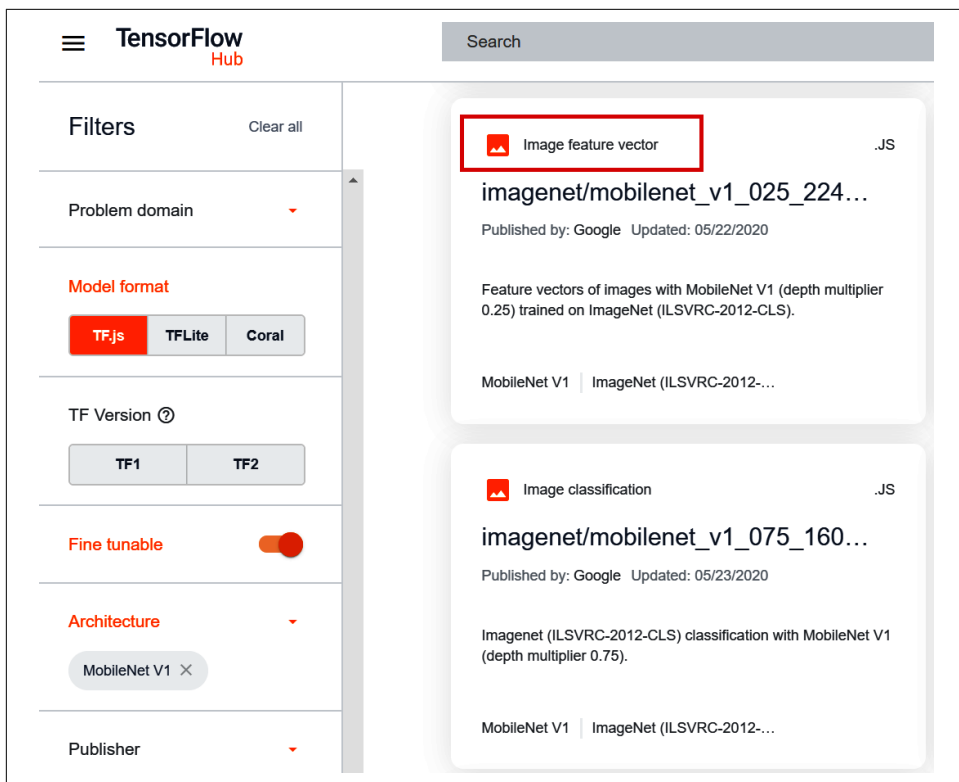 TensorFlow
Hub
Search
Filters
Clear all
Problem domain
Model format
TF.js
TFLite
Coral
TF Version
TF1
TF2
Fine tunable
Architecture
MobileNet V1
Publisher
Image feature vector
.JS
imagenet/mobilenet_v1_025_224...
Published by: Google Updated: 05/22/2020
Feature vectors of images with MobileNet V1 (depth multiplier
0.25) trained on ImageNet (ILSVRC-2012-CLS).
MobileNet V1 ImageNet (ILSVRC-2012-...
Image classification
.JS
imagenet/mobilenet_v1_075_160...
Published by: Google Updated: 05/23/2020
Imagenet (ILSVRC-2012-CLS) classification with MobileNet V1
(depth multiplier 0.75).
MobileNet V1 ImageNet (ILSVRC-2012-...